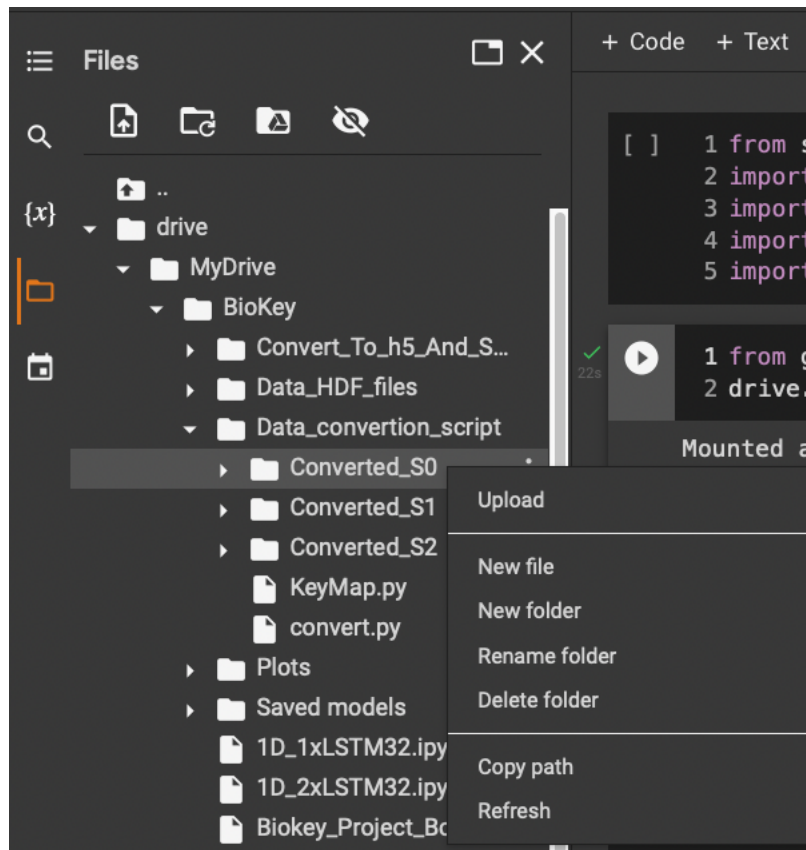 Files
+ Code + Text
{x}
..
drive
MyDrive
BioKey
Convert_To_h5_And_S...
Data_HDF_files
Data_convertion_script
Converted_S0
Converted_S1
Converted_S2
KeyMap.py
convert.py
Plots
Saved models
1D_1xLSTM32.ipy
1D_2xLSTM32.ipy
Biokey_Project_Bo
Upload
New file
New folder
Rename folder
Delete folder
Copy path
Refresh
[ ]
1 from s
2 import
3 import
4 import
5 import
22s
1 from g
2 drive.
Mounted a